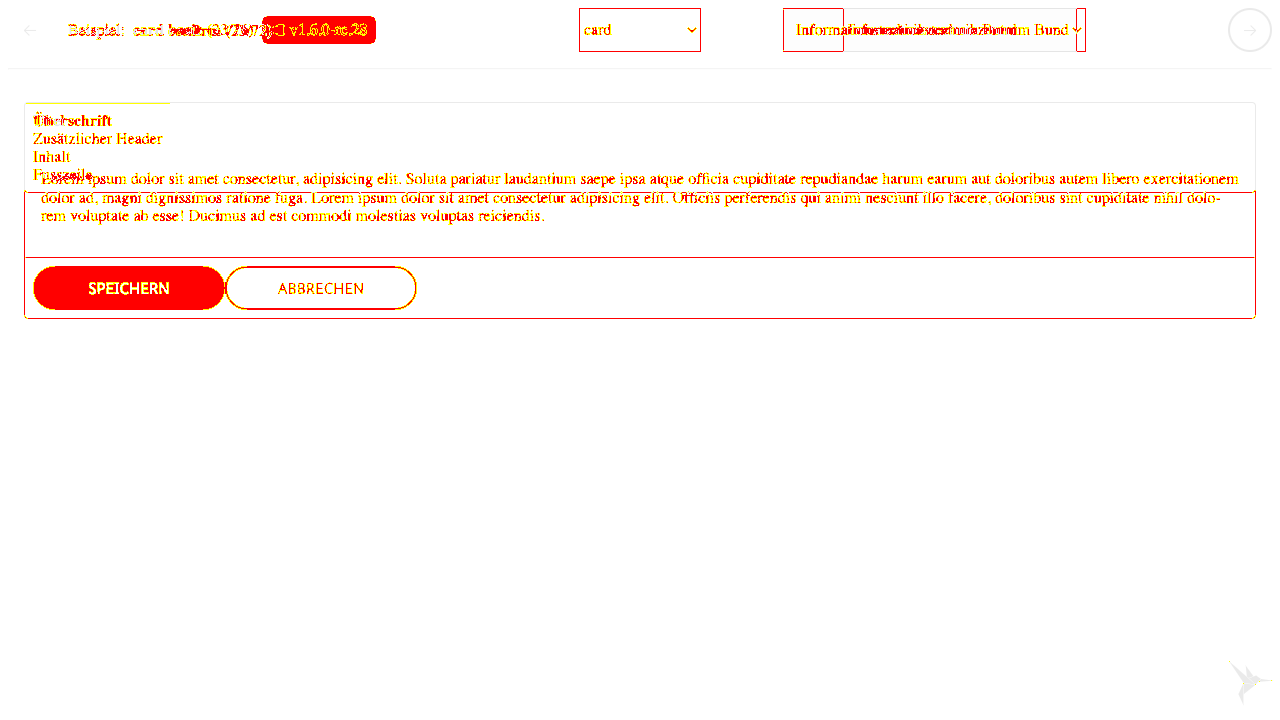 Beispiel: card v1.6.0-rc.28
card
im Bund
Überschrift
Zusätzlicher Header
Inhalt
Fusszeile
Lorem ipsum dolor sit amet consectetur, adipisicing elit. Soluta pariatur laudantium saepe ipsa atque officia cupiditate repudiandae harum earum aut doloribus autem libero exercitationem
dolor ad, magni dignissimos ratione fuga. Lorem ipsum dolor sit amet consectetur adipisicing elit. Officiis perferendis qui animi nesciunt illo facere, doloribus sint cupiditate nihil dolo-
rem voluptate ab esse! Ducimus ad est commodi molestias voluptas reiciendis.
SPEICHERN ABBRECHEN